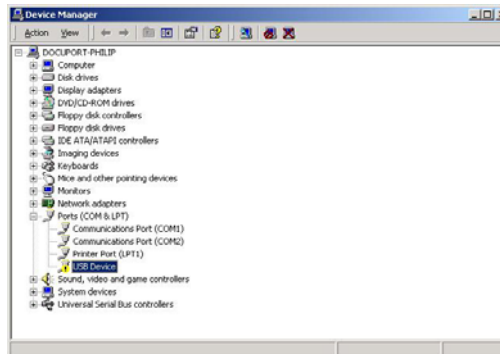 Device Manager
Action View
DOCUPORT-PHILIP
Computer
Disk drives
Display adapters
DVD/CD-ROM drives
Floppy disk controllers
Floppy disk drives
IDE ATA/ATAPI controllers
Imaging devices
Keyboards
Mice and other pointing devices
Monitors
Network adapters
Ports (COM & LPT)
Communications Port (COM1)
Communications Port (COM2)
Printer Port (LPT1)
USB Device
Sound, video and game controllers
System devices
Universal Serial Bus controllers